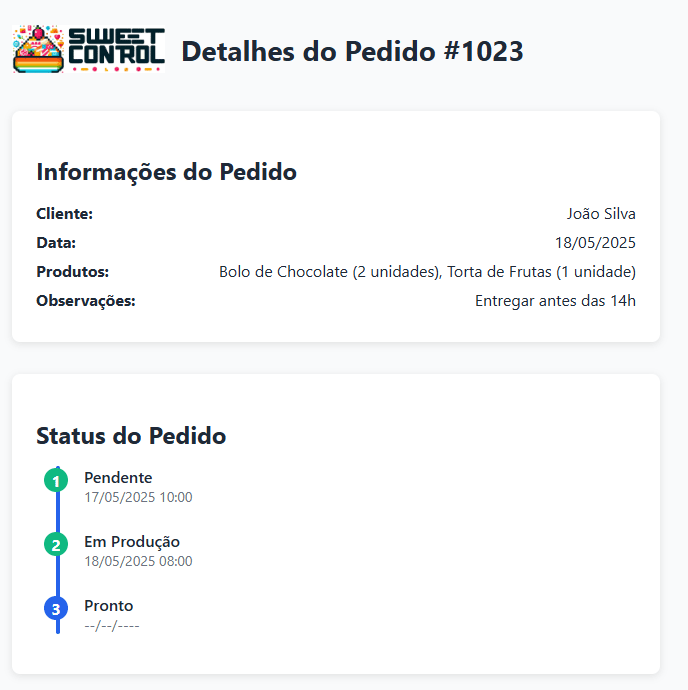 SWEET
CONTROL
Detalhes do Pedido #1023
Informações do Pedido
Cliente: João Silva
Data: 18/05/2025
Produtos: Bolo de Chocolate (2 unidades), Torta de Frutas (1 unidade)
Observações: Entregar antes das 14h
Status do Pedido
1 Pendente
17/05/2025 10:00
2 Em Produção
18/05/2025 08:00
3 Pronto
--/--/----